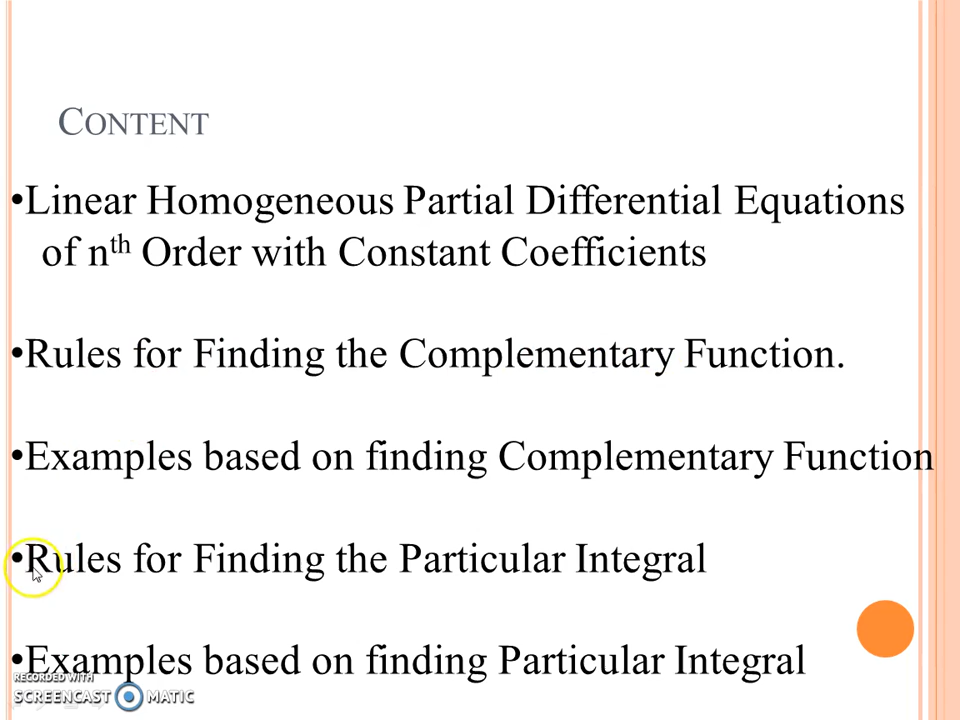 CONTENT
•Linear Homogeneous Partial Differential Equations
of nth Order with Constant Coefficients
•Rules for Finding the Complementary Function.
•Examples based on finding Complementary Function
•Rules for Finding the Particular Integral
•Examples based on finding Particular Integral
RECORDED WITH
SCREENCAST MATIC